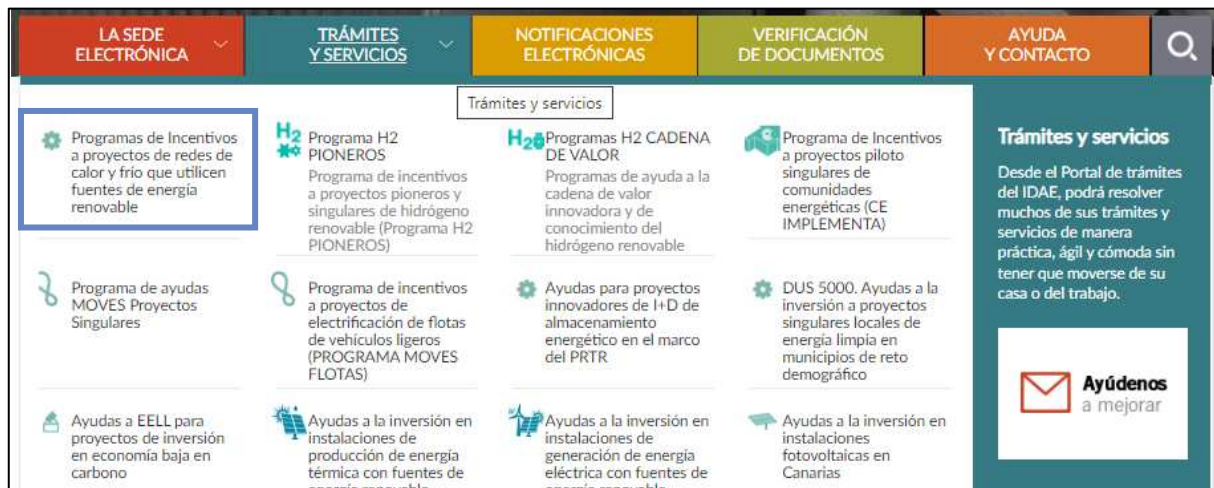 LA SEDE
ELECTRÓNICA
TRÁMITES
Y SERVICIOS
NOTIFICACIONES
ELECTRÓNICAS
VERIFICACIÓN
DE DOCUMENTOS
AYUDA
Y CONTACTO
Trámites y servicios
Programas de Incentivos
a proyectos de redes de
calor y frío que utilicen
fuentes de energía
renovable
H2
Programa H2
PIONEROS
Programa de incentivos
a proyectos pioneros y
singulares de hidrógeno
renovable (Programa H2
PIONEROS)
H2
Programas H2 CADENA
DE VALOR
Programas de ayuda a la
cadena de valor
innovadora y de
conocimiento del
hidrógeno renovable
Programa de Incentivos
a proyectos piloto
singulares de
comunidades
energéticas (CE
IMPLEMENTA)
Programa de ayudas
MOVES Proyectos
Singulares
Programa de incentivos
a proyectos de
electrificación de flotas
de vehículos ligeros
(PROGRAMA MOVES
FLOTAS)
Ayudas para proyectos
innovadores de I+D de
almacenamiento
energético en el marco
del PRTR
DUS 5000. Ayudas a la
inversión a proyectos
singulares locales de
energía limpia en
municipios de reto
demográfico
Ayudas a EELL para
proyectos de inversión
en economía baja en
carbono
Ayudas a la inversión en
instalaciones de
producción de energía
térmica con fuentes de
energía renovable
Ayudas a la inversión en
instalaciones de
generación de energía
eléctrica con fuentes de
energía renovable
Ayudas a la inversión en
instalaciones
fotovoltaicas en
Canarias
Trámites y servicios
Desde el Portal de trámites
del IDAE, podrá resolver
muchos de sus trámites y
servicios de manera
práctica, ágil y cómoda sin
tener que moverse de su
casa o del trabajo.
Ayúdenos
a mejorar